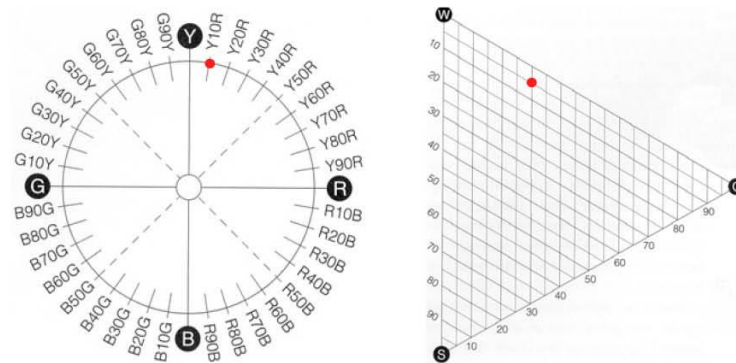 Y
Y10R
Y20R
Y30R
Y40R
Y50R
Y60R
Y70R
Y80R
Y90R
R
R10B
R20B
R30B
R40B
R50B
R60B
R70B
R80B
R90B
B
B10G
B20G
B30G
B40G
B50G
B60G
B70G
B80G
B90G
G
G10Y
G20Y
G30Y
G40Y
G50Y
G60Y
G70Y
G80Y
G90Y
W
10
20
30
40
50
60
70
80
90
S
10
20
30
40
50
60
70
80
90
C